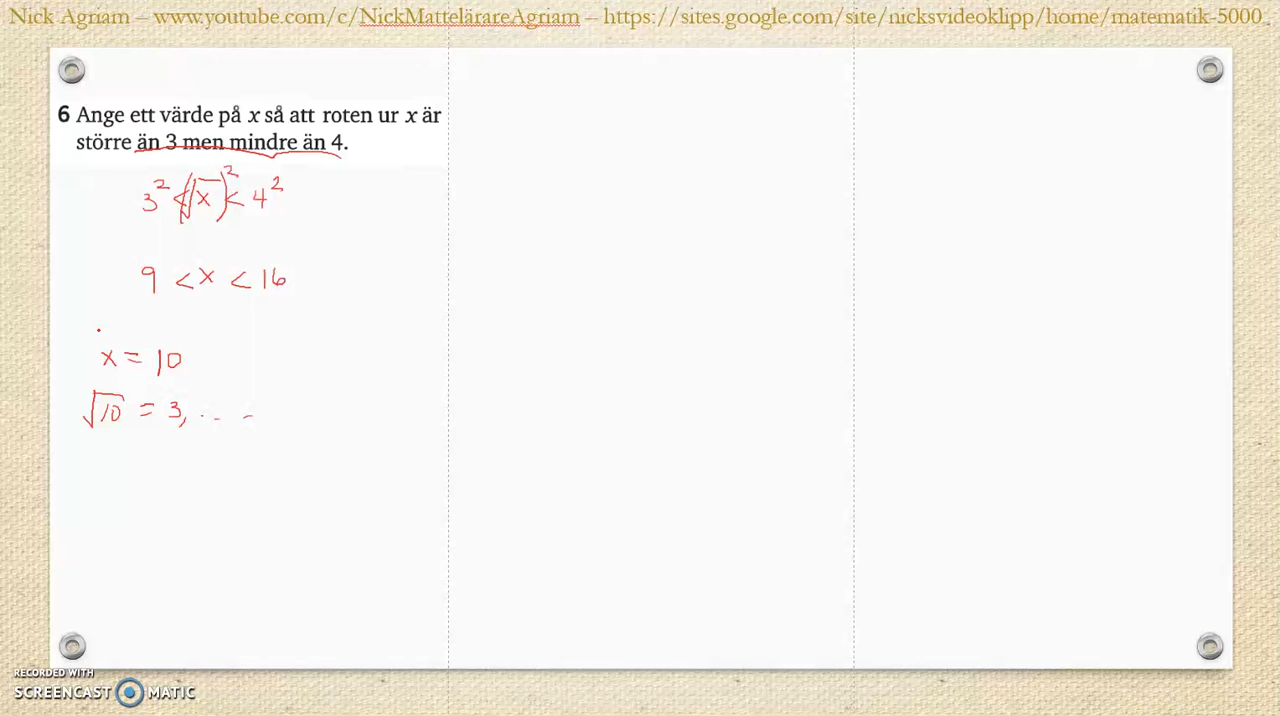 Nick Agriam – www.youtube.com/c/NickMattelärareAgriam – https://sites.google.com/site/nicksvideoklipp/home/matematik-5000
6 Ange ett värde på x så att roten ur x är
större än 3 men mindre än 4.
3² < (√x)² < 4²
9 < x < 16
x = 10
√10 = 3, ... -
RECORDED WITH
SCREENCAST MATIC